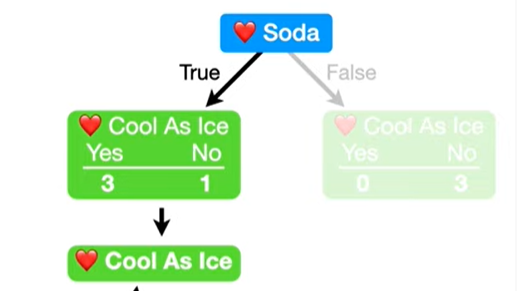 ❤️ Soda
True
False
❤️ Cool As Ice
Yes No
3 1
❤️ Cool As Ice
Yes No
0 3
❤️ Cool As Ice